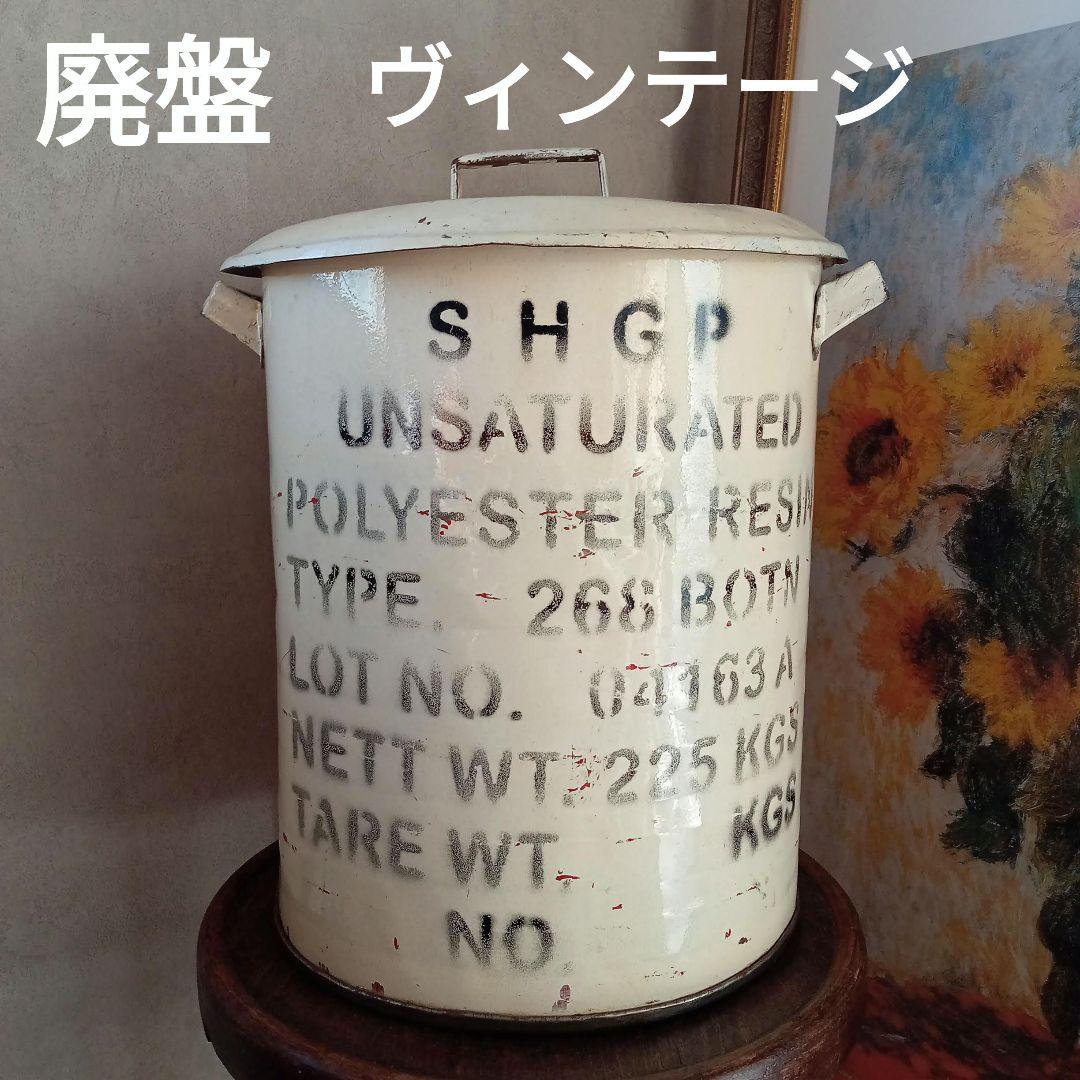 廃盤 ヴィンテージ
S H G P
UNSATURATED
POLYESTER RESIN
TYPE. 268 BOTN
LOT NO. 04163 A
NETT WT. 225 KGS
TARE WT. KGS
NO.